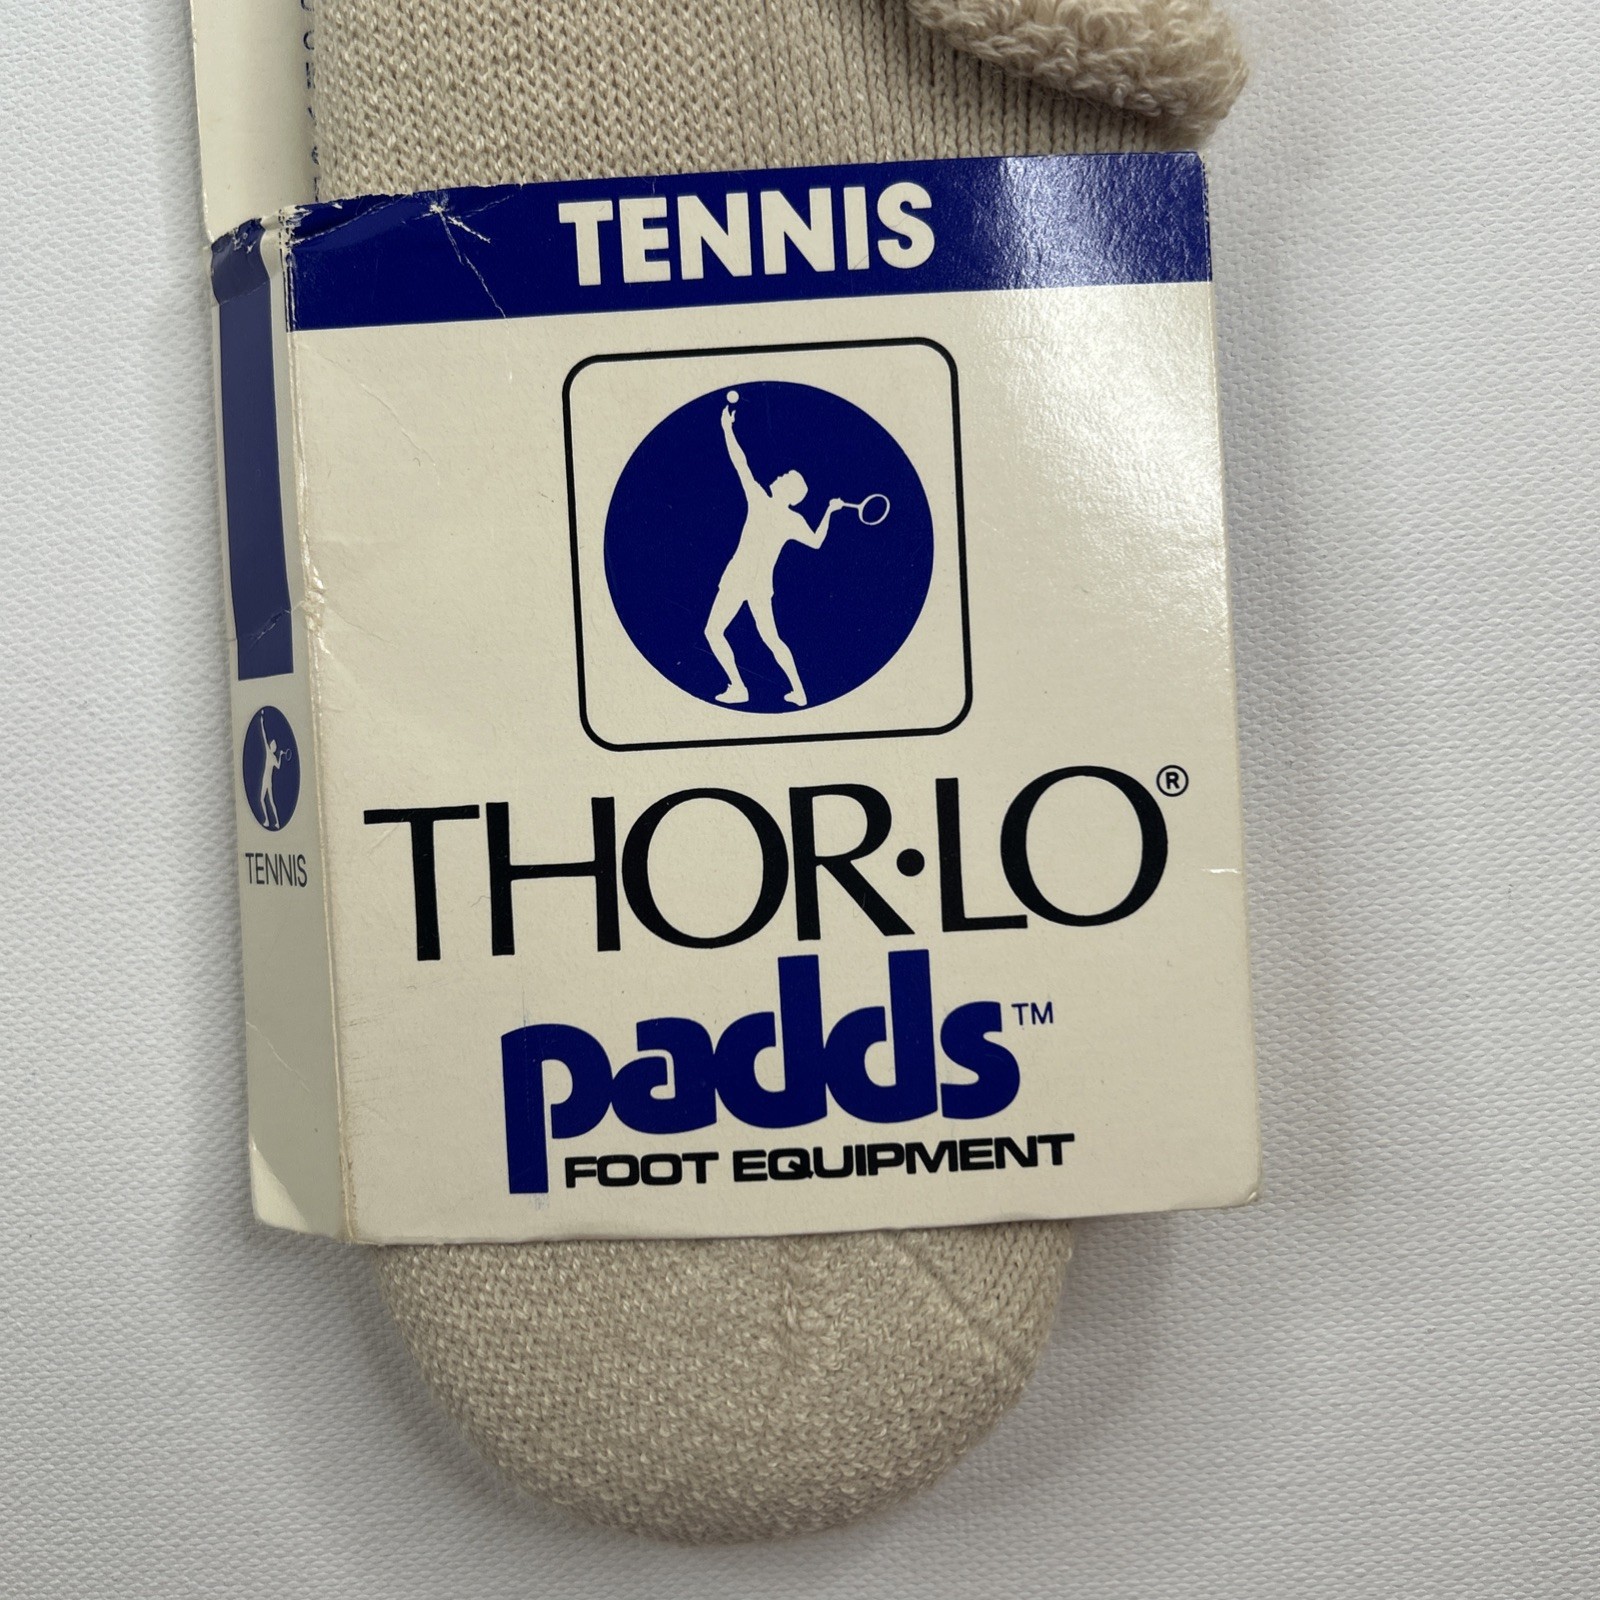 TENNIS
THOR·LO®
padds™
FOOT EQUIPMENT
TENNIS